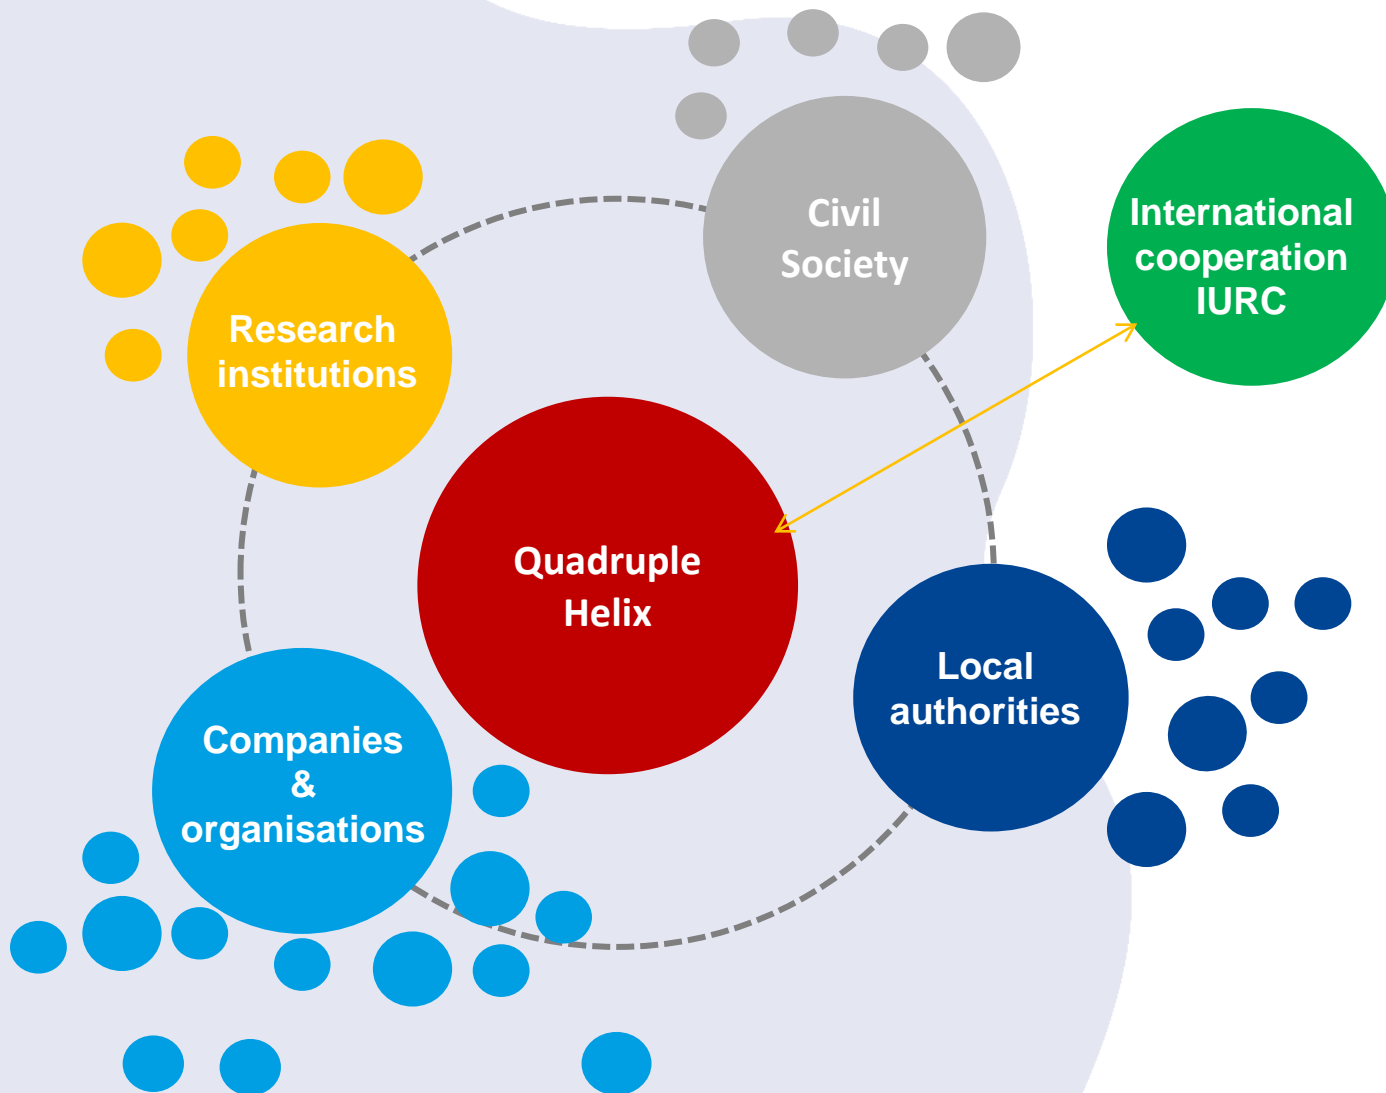 Civil
Society
International
cooperation
IURC
Research
institutions
Quadruple
Helix
Local
authorities
Companies
&
organisations